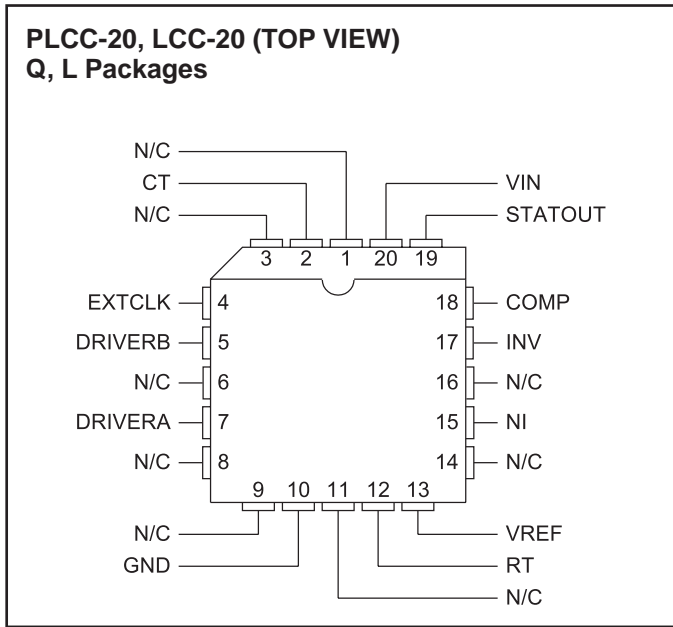 PLCC-20, LCC-20 (TOP VIEW)
Q, L Packages
N/C
CT
N/C
VIN
STATOUT
3 2 1 20 19
EXTCLK 4 18 COMP
DRIVERB 5 17 INV
N/C 6 16 N/C
DRIVERA 7 15 NI
N/C 8 14 N/C
9 10 11 12 13
N/C
GND
VREF
RT
N/C